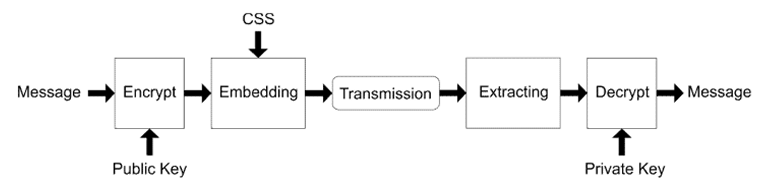 CSS
Message
Encrypt
Embedding
Transmission
Extracting
Decrypt
Message
Public Key
Private Key